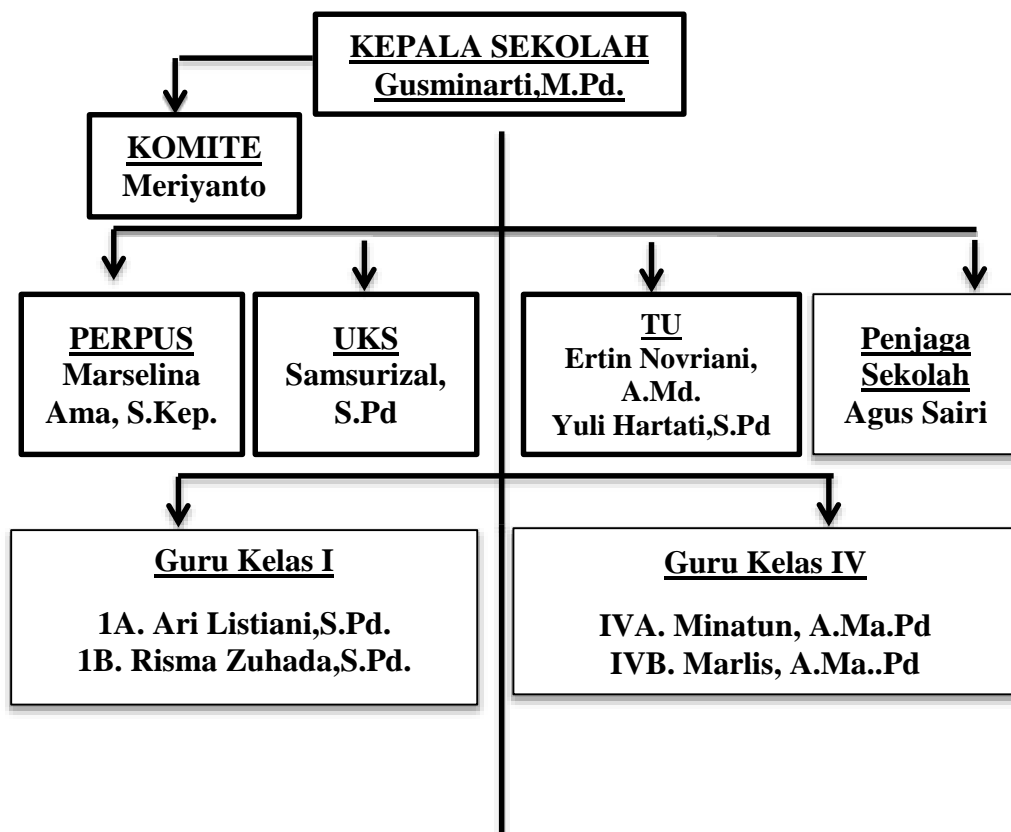 KEPALA SEKOLAH
Gusminarti,M.Pd.
KOMITE
Meriyanto
PERPUS
Marselina
Ama, S.Kep.
UKS
Samsurizal,
S.Pd
TU
Ertin Novriani,
A.Md.
Yuli Hartati,S.Pd
Penjaga
Sekolah
Agus Sairi
Guru Kelas I
1A. Ari Listiani,S.Pd.
1B. Risma Zuhada,S.Pd.
Guru Kelas IV
IVA. Minatun, A.Ma.Pd
IVB. Marlis, A.Ma..Pd